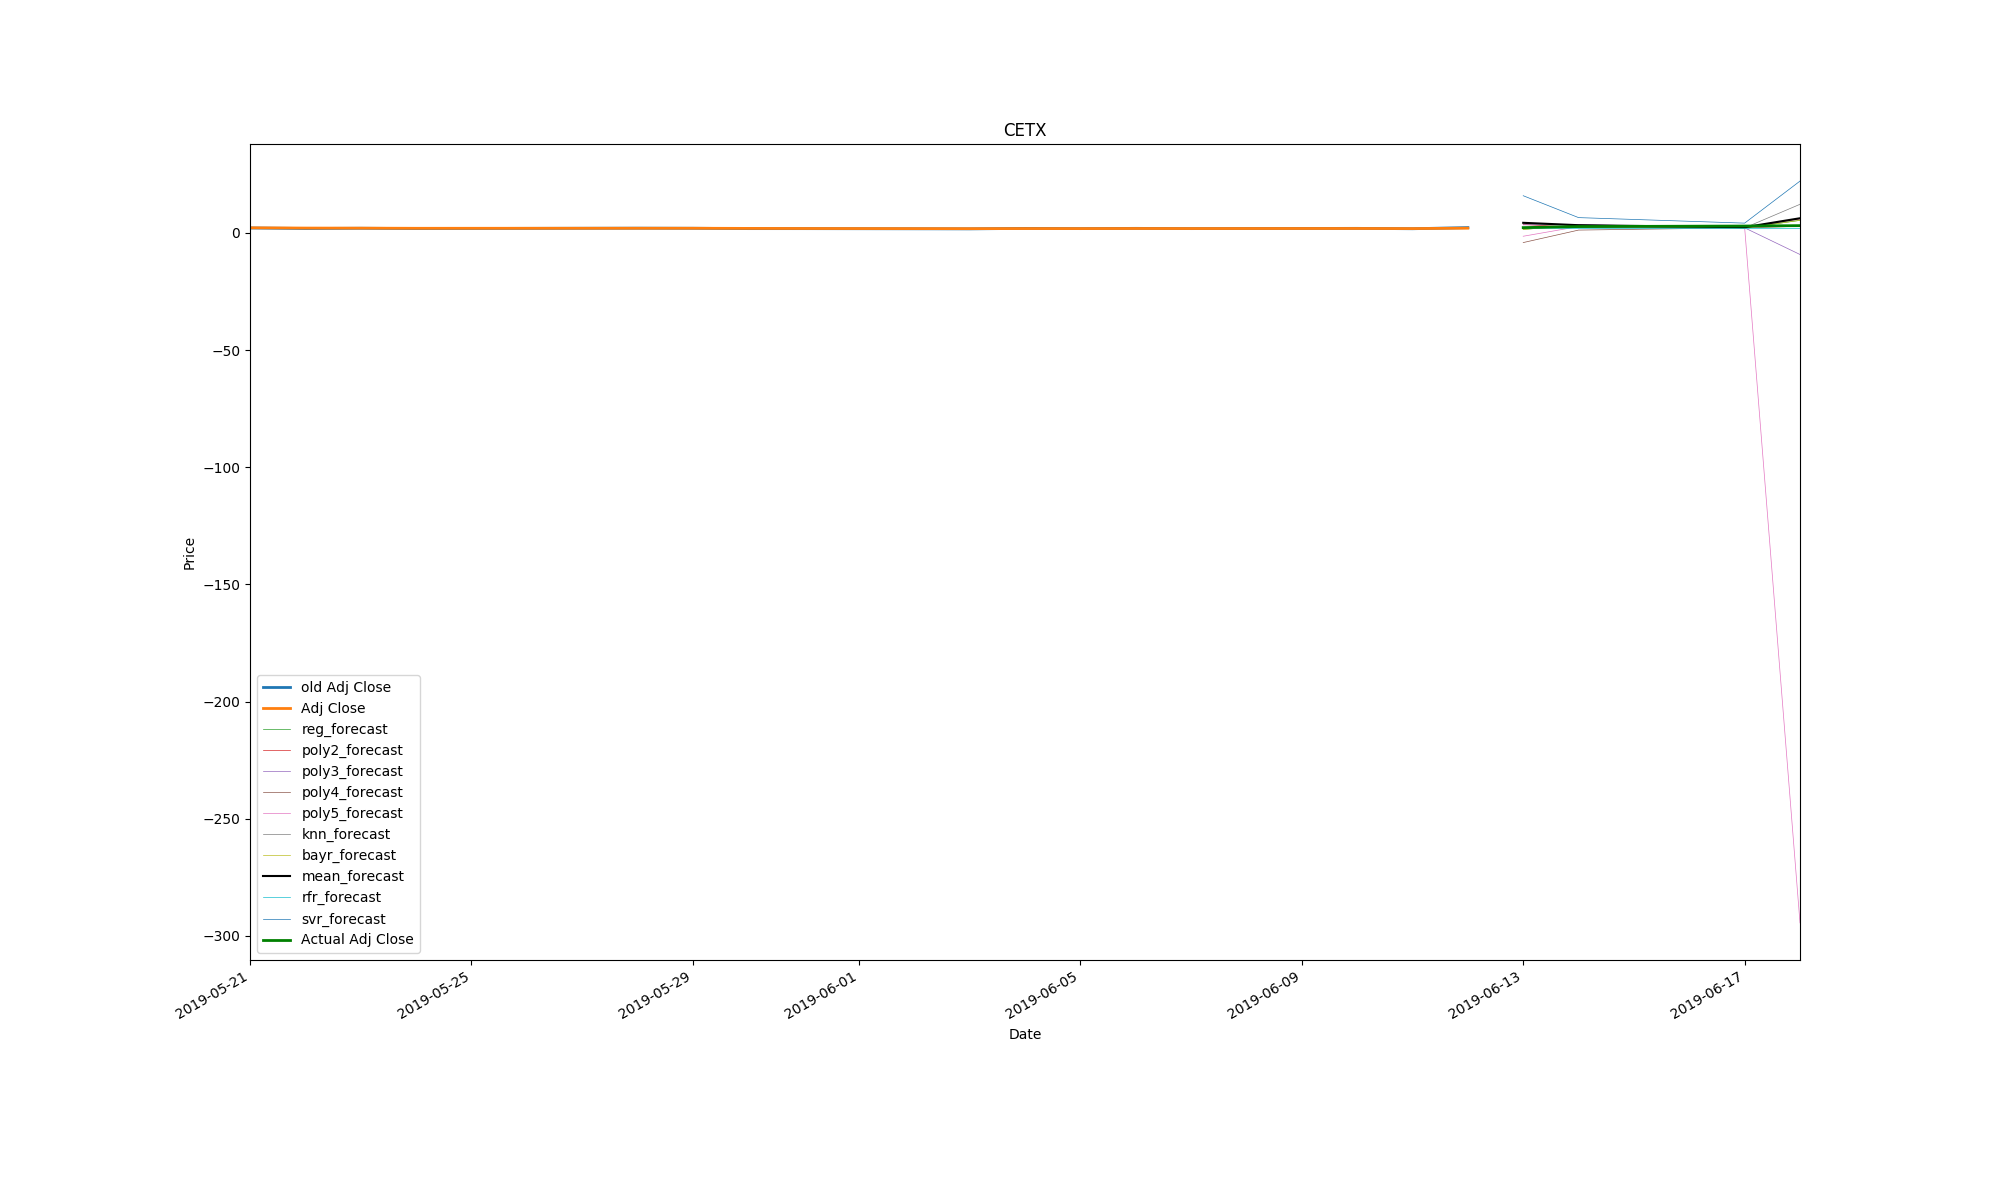 CETX
0
−50
−100
−150
−200
−250
−300
Price
old Adj Close
Adj Close
reg_forecast
poly2_forecast
poly3_forecast
poly4_forecast
poly5_forecast
knn_forecast
bayr_forecast
mean_forecast
rfr_forecast
svr_forecast
Actual Adj Close
2019-05-21
2019-05-25
2019-05-29
2019-06-01
2019-06-05
2019-06-09
2019-06-13
2019-06-17
Date